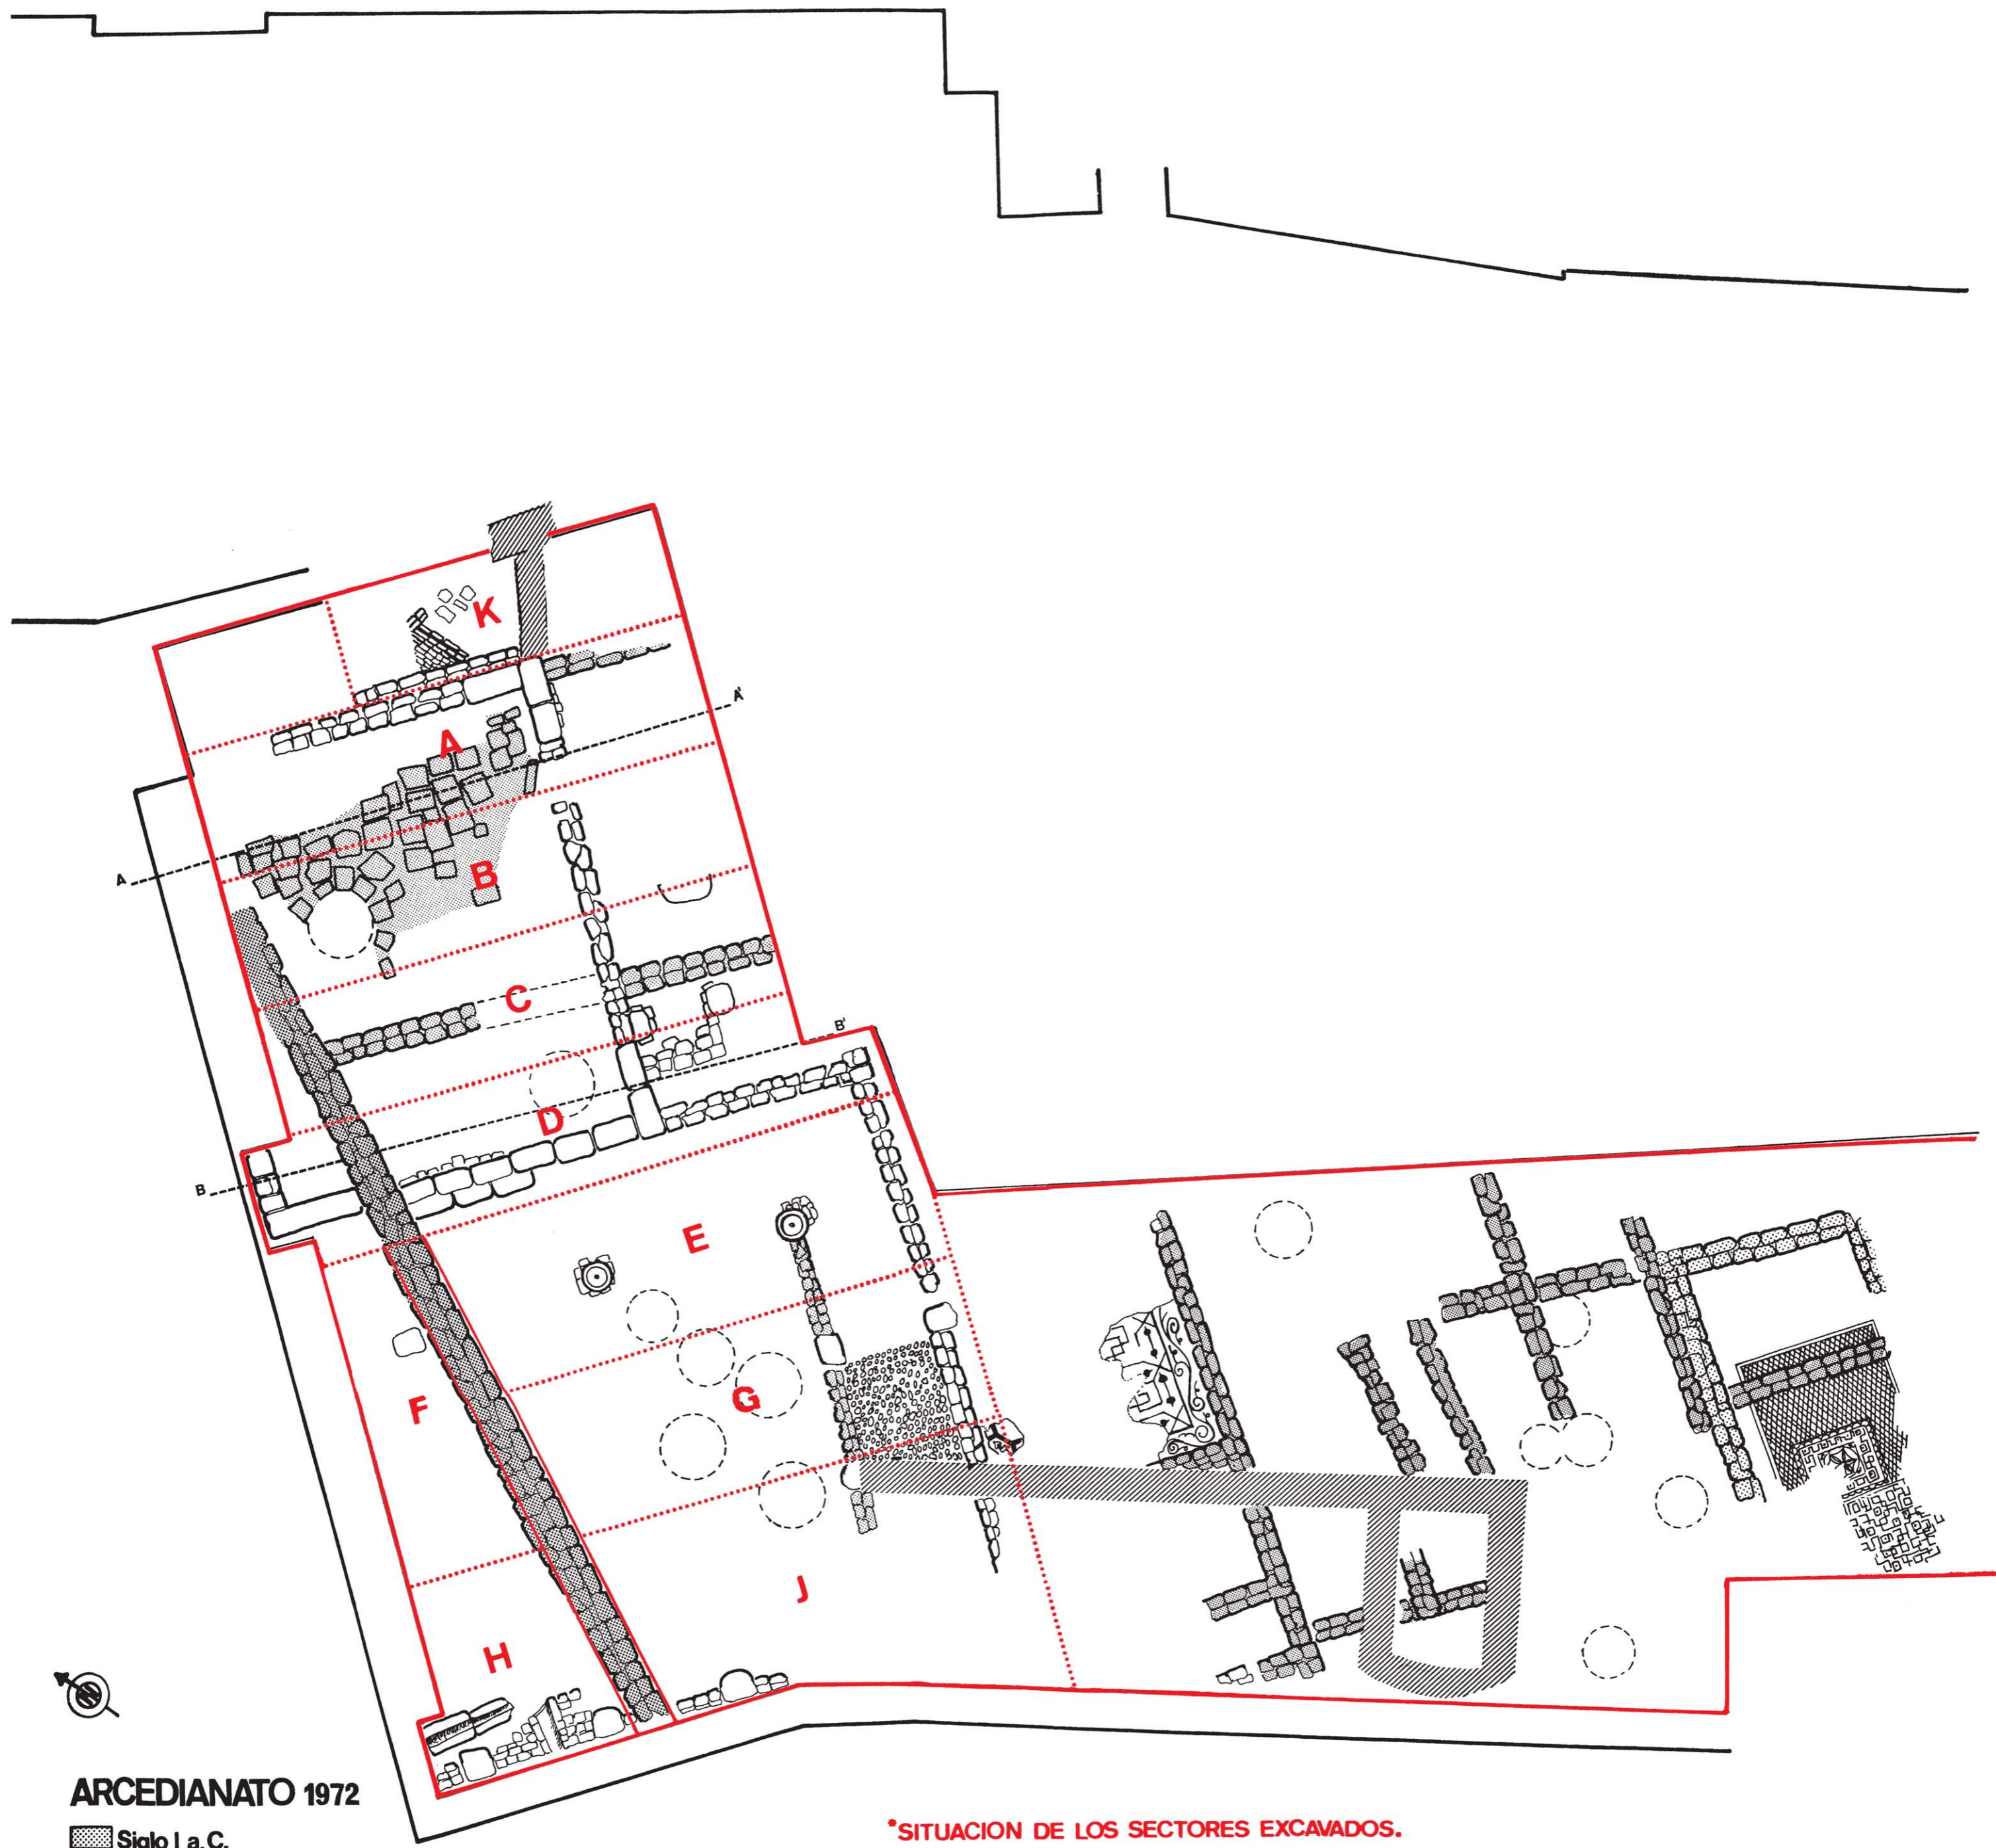 K
A'
A
A
B
C
B'
D
B
E
F
G
J
H
N
ARCEDIANATO 1972
Siglo I a.C.
*SITUACION DE LOS SECTORES EXCAVADOS.